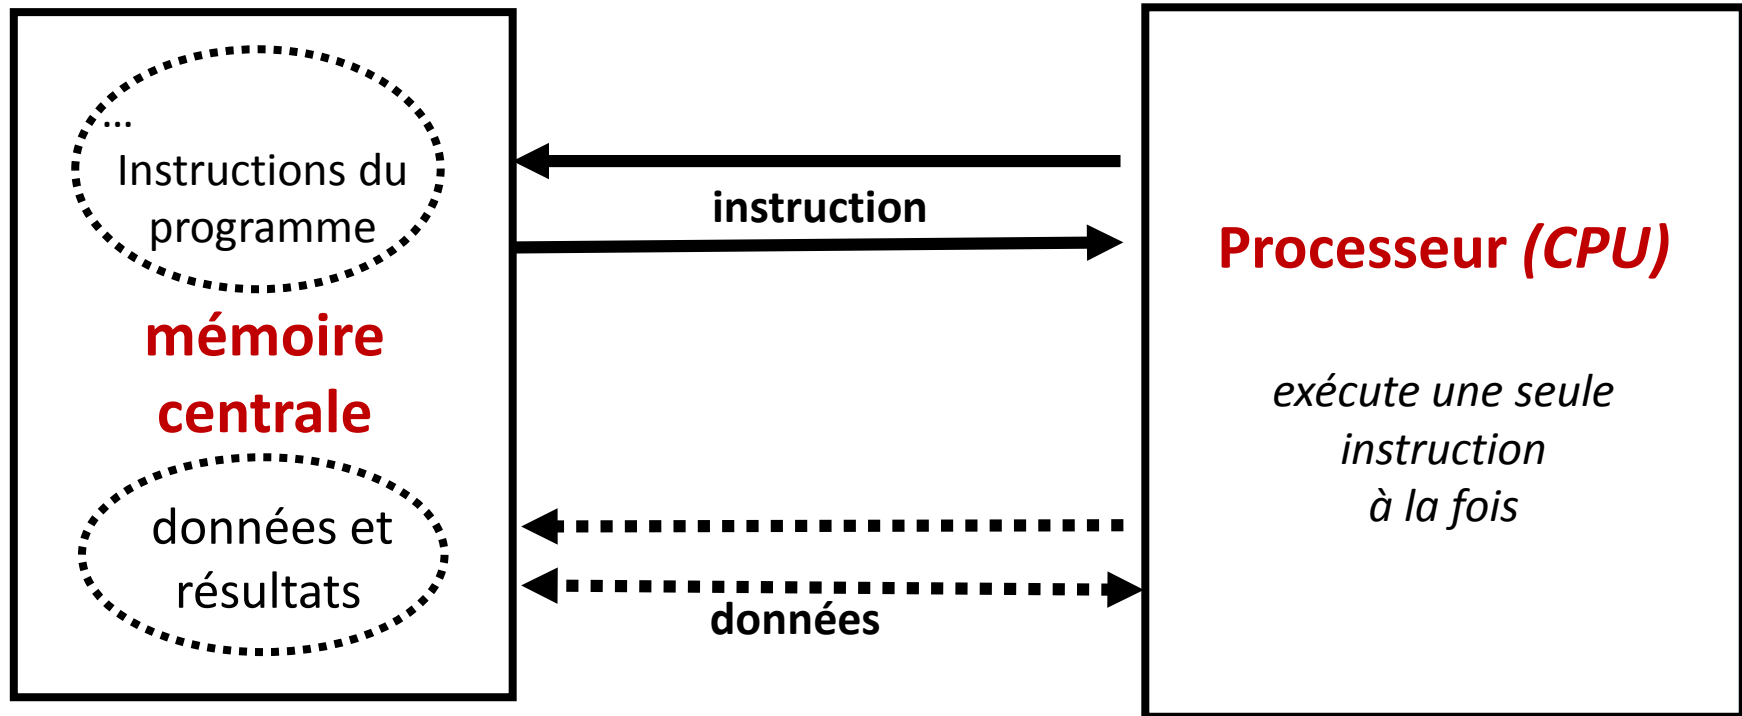 ...
Instructions du
programme
mémoire
centrale
données et
résultats
instruction
données
Processeur (CPU)
exécute une seule
instruction
à la fois